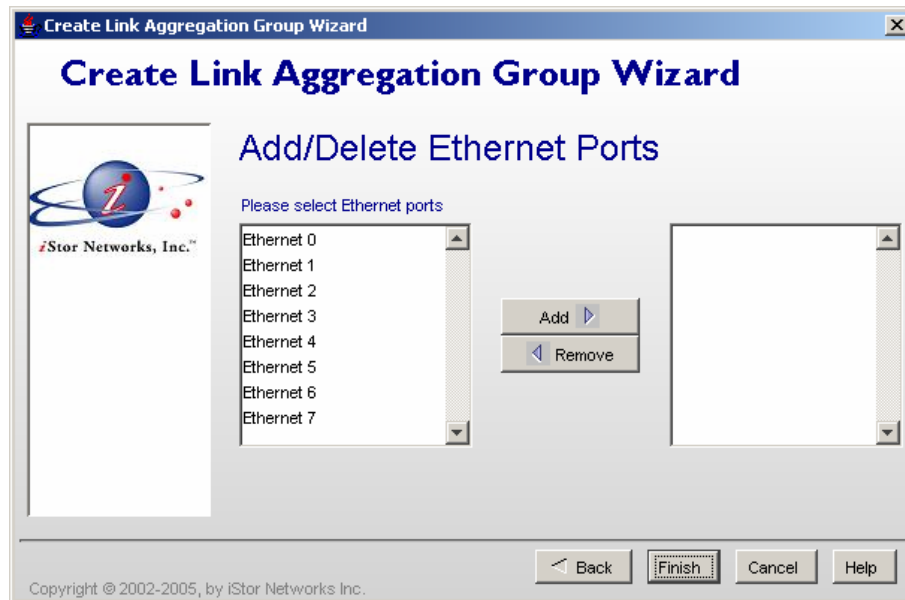 Create Link Aggregation Group Wizard
Create Link Aggregation Group Wizard
Add/Delete Ethernet Ports
Please select Ethernet ports
iStor Networks, Inc.™
Ethernet 0
Ethernet 1
Ethernet 2
Ethernet 3
Ethernet 4
Ethernet 5
Ethernet 6
Ethernet 7
Add
Remove
Back
Finish
Cancel
Help
Copyright © 2002-2005, by iStor Networks Inc.